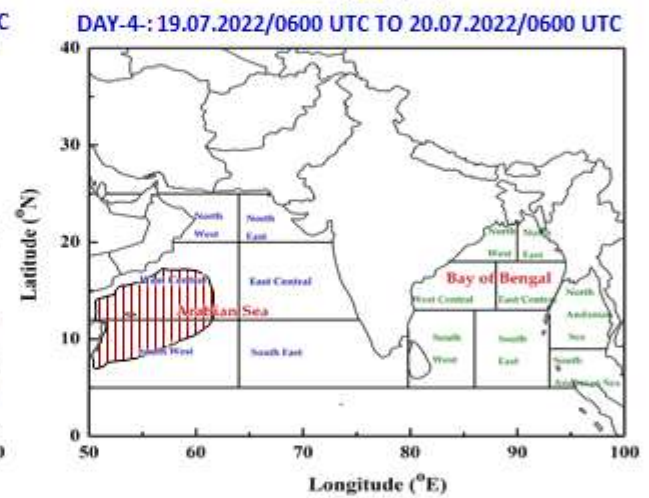 C
DAY-4-: 19.07.2022/0600 UTC TO 20.07.2022/0600 UTC
40
30
20
10
0
0
50
60
70
80
90
100
Latitude (°N)
Longitude (°E)
North
West
North
East
West Central
East Central
Arabian Sea
South West
South East
North
West
North
East
Bay of Bengal
West Central
East Central
South
West
South
East
North
Andaman
Sea
South
Andaman Sea